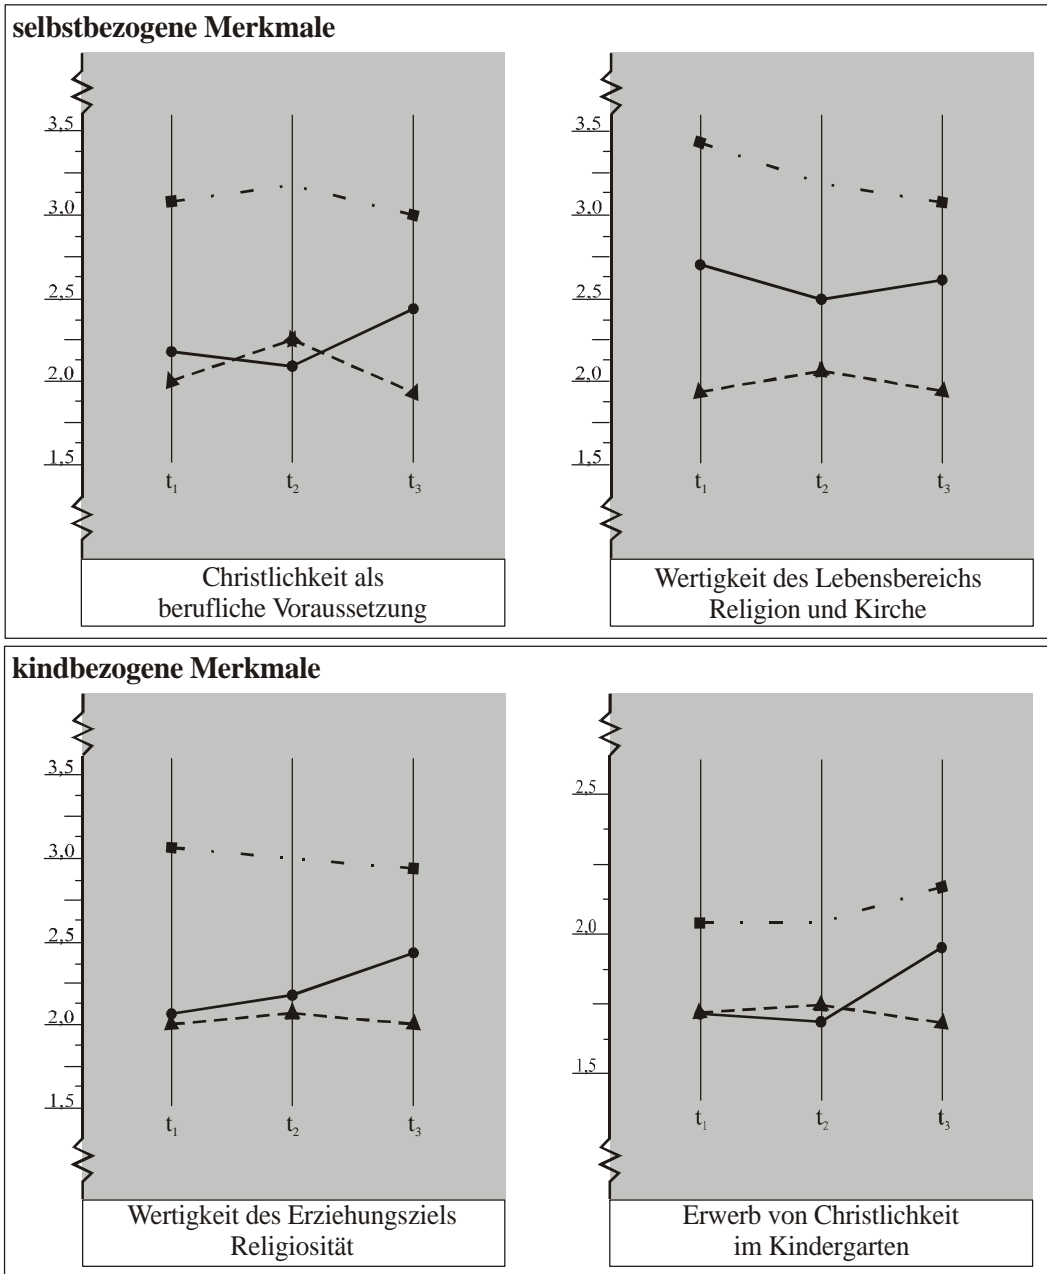 selbstbezogene Merkmale
3,5
3,0
2,5
2,0
1,5
t₁ t₂ t₃
Christlichkeit als
berufliche Voraussetzung
3,5
3,0
2,5
2,0
1,5
t₁ t₂ t₃
Wertigkeit des Lebensbereichs
Religion und Kirche
kindbezogene Merkmale
3,5
3,0
2,5
2,0
1,5
t₁ t₂ t₃
Wertigkeit des Erziehungsziels
Religiosität
2,5
2,0
1,5
t₁ t₂ t₃
Erwerb von Christlichkeit
im Kindergarten